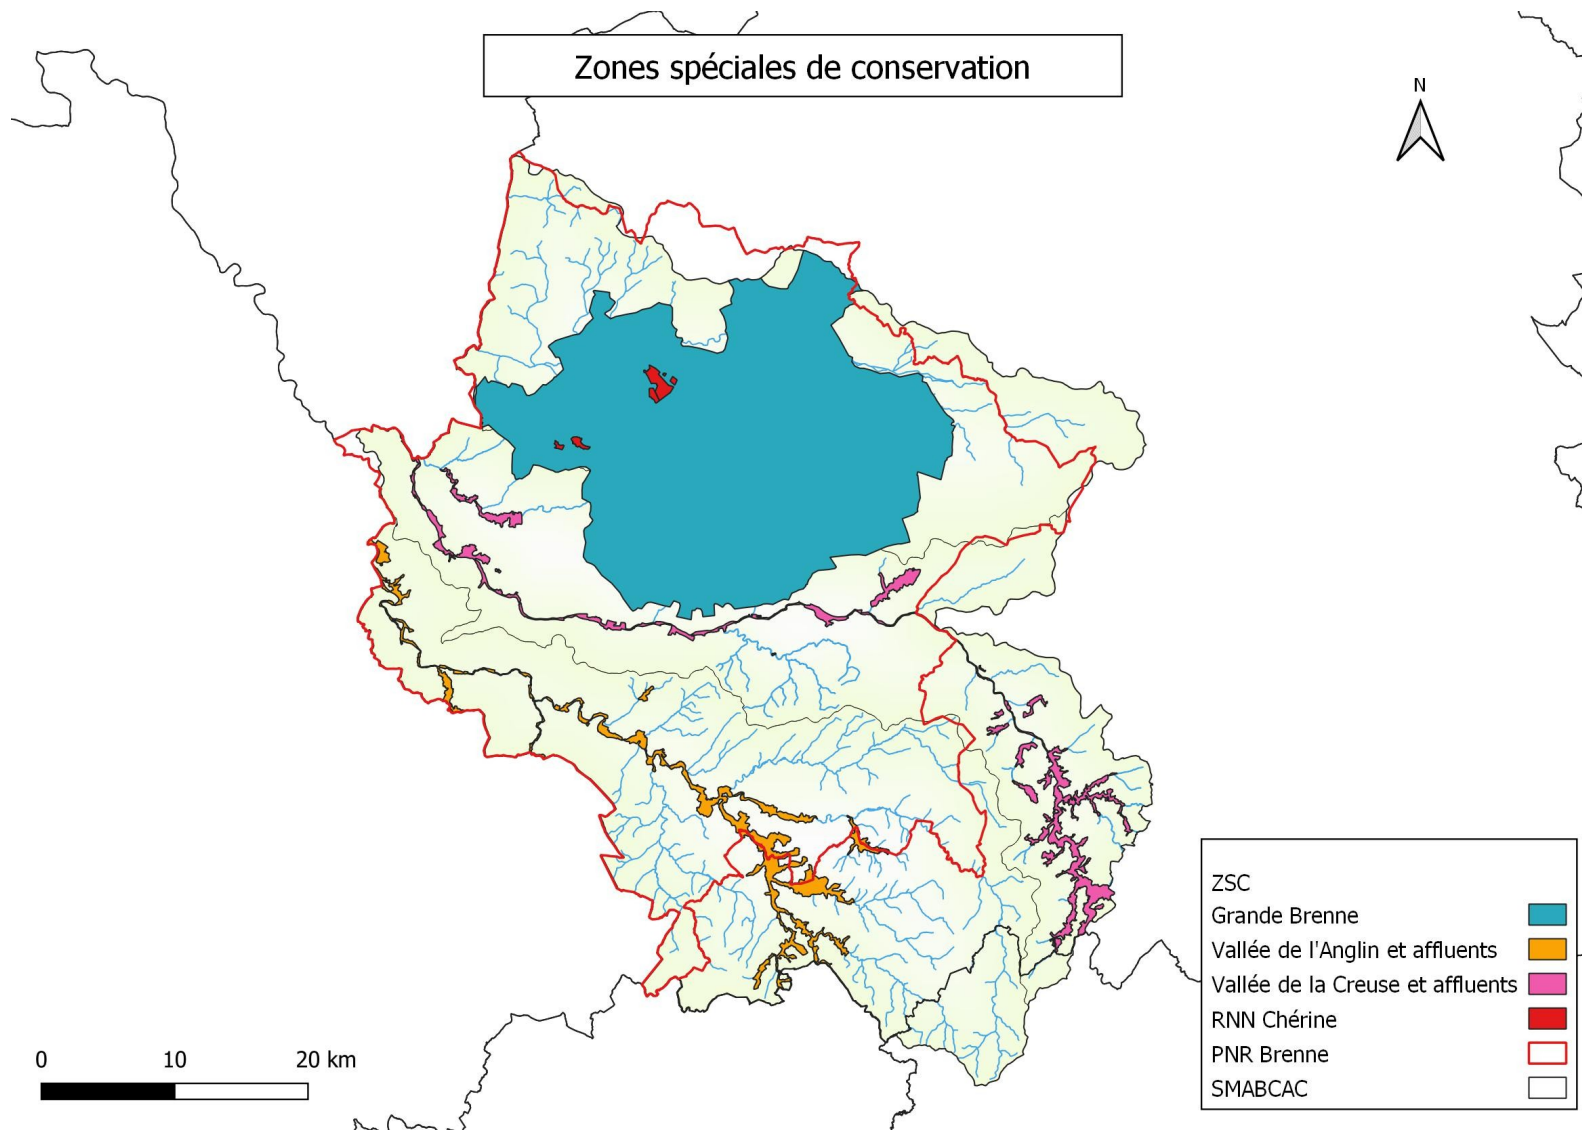 Zones spéciales de conservation
N
ZSC
Grande Brenne
Vallée de l'Anglin et affluents
Vallée de la Creuse et affluents
RNN Chérine
PNR Brenne
SMABCAC
0 10 20 km